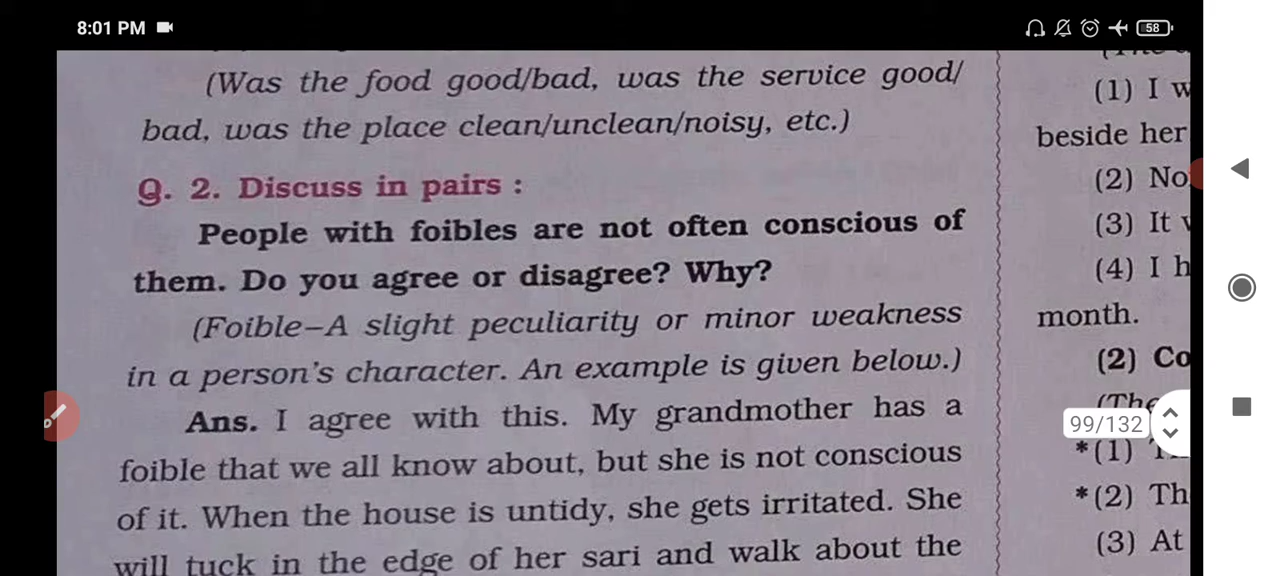 8:01 PM
58
(Was the food good/bad, was the service good/
bad, was the place clean/unclean/noisy, etc.)
Q. 2. Discuss in pairs :
People with foibles are not often conscious of
them. Do you agree or disagree? Why?
(Foible–A slight peculiarity or minor weakness
in a person's character. An example is given below.)
Ans. I agree with this. My grandmother has a
foible that we all know about, but she is not conscious
of it. When the house is untidy, she gets irritated. She
will tuck in the edge of her sari and walk about the
(1) I w
beside her
(2) No
(3) It
(4) I h
month.
(2) Co
(The
99/132
*(1)
*(2) Th
(3) At